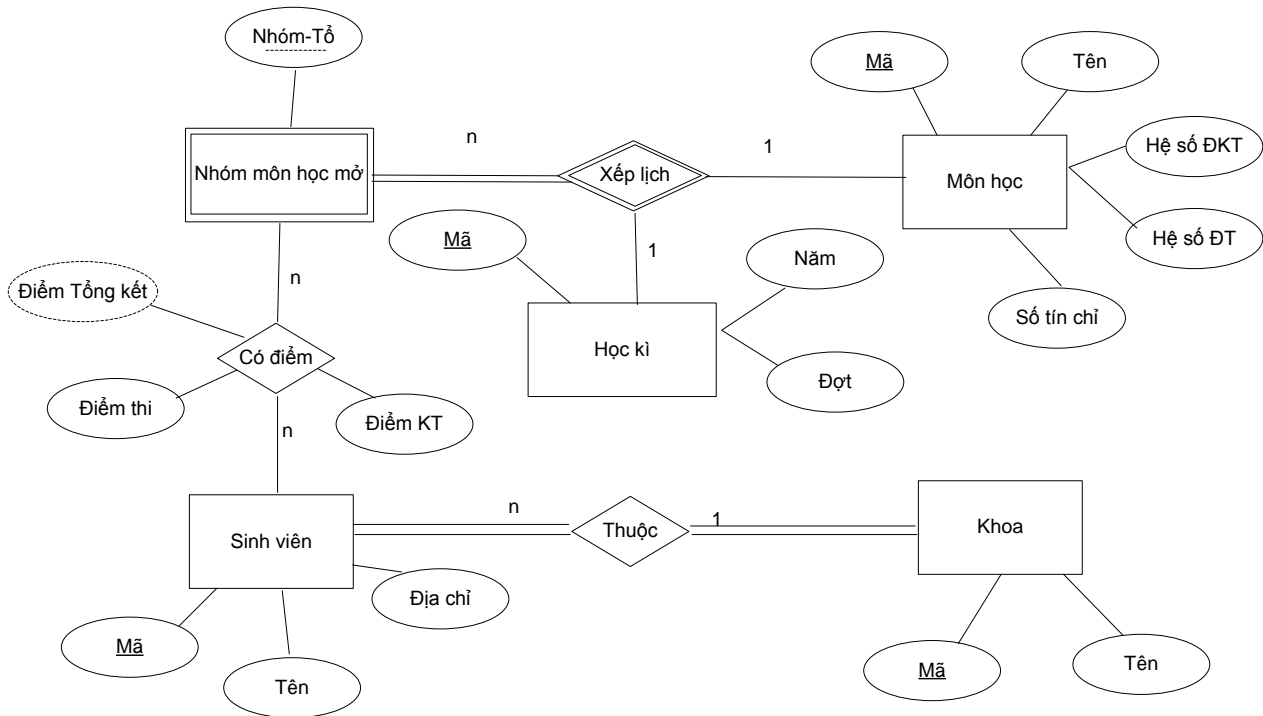 Nhóm-Tổ
Mã
Tên
n
1
Hệ số ĐKT
Nhóm môn học mở
Xếp lịch
Môn học
Mã
1
Hệ số ĐT
n
Năm
Điểm Tổng kết
Số tín chỉ
Học kì
Có điểm
Đợt
Điểm thi
Điểm KT
n
n
1
Sinh viên
Thuộc
Khoa
Địa chỉ
Mã
Tên
Mã
Tên